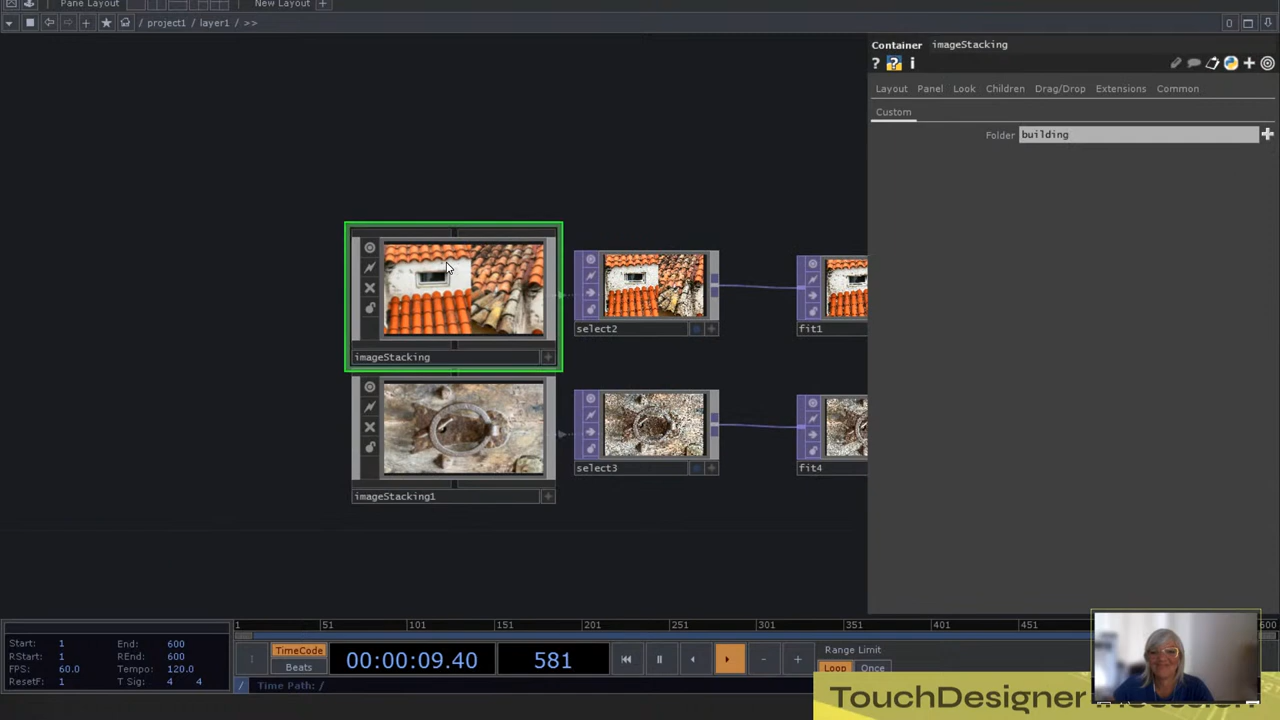 Pane Layout New Layout +
/ project1 / layer1 / >> 0
Container imageStacking
? ? i
Layout Panel Look Children Drag/Drop Extensions Common
Custom
Folder building
imageStacking
select2
fit1
imageStacking1
select3
fit4
1 51 101 151 201 251 301 351 401 451 600
Start: 1 End: 600
RStart: 1 REnd: 600
FPS: 60.0 Tempo: 120.0
ResetF: 1 T Sig: 4 4
TimeCode
Beats
00:00:09.40 581
Range Limit
Loop Once
/ Time Path: /
TouchDesigner